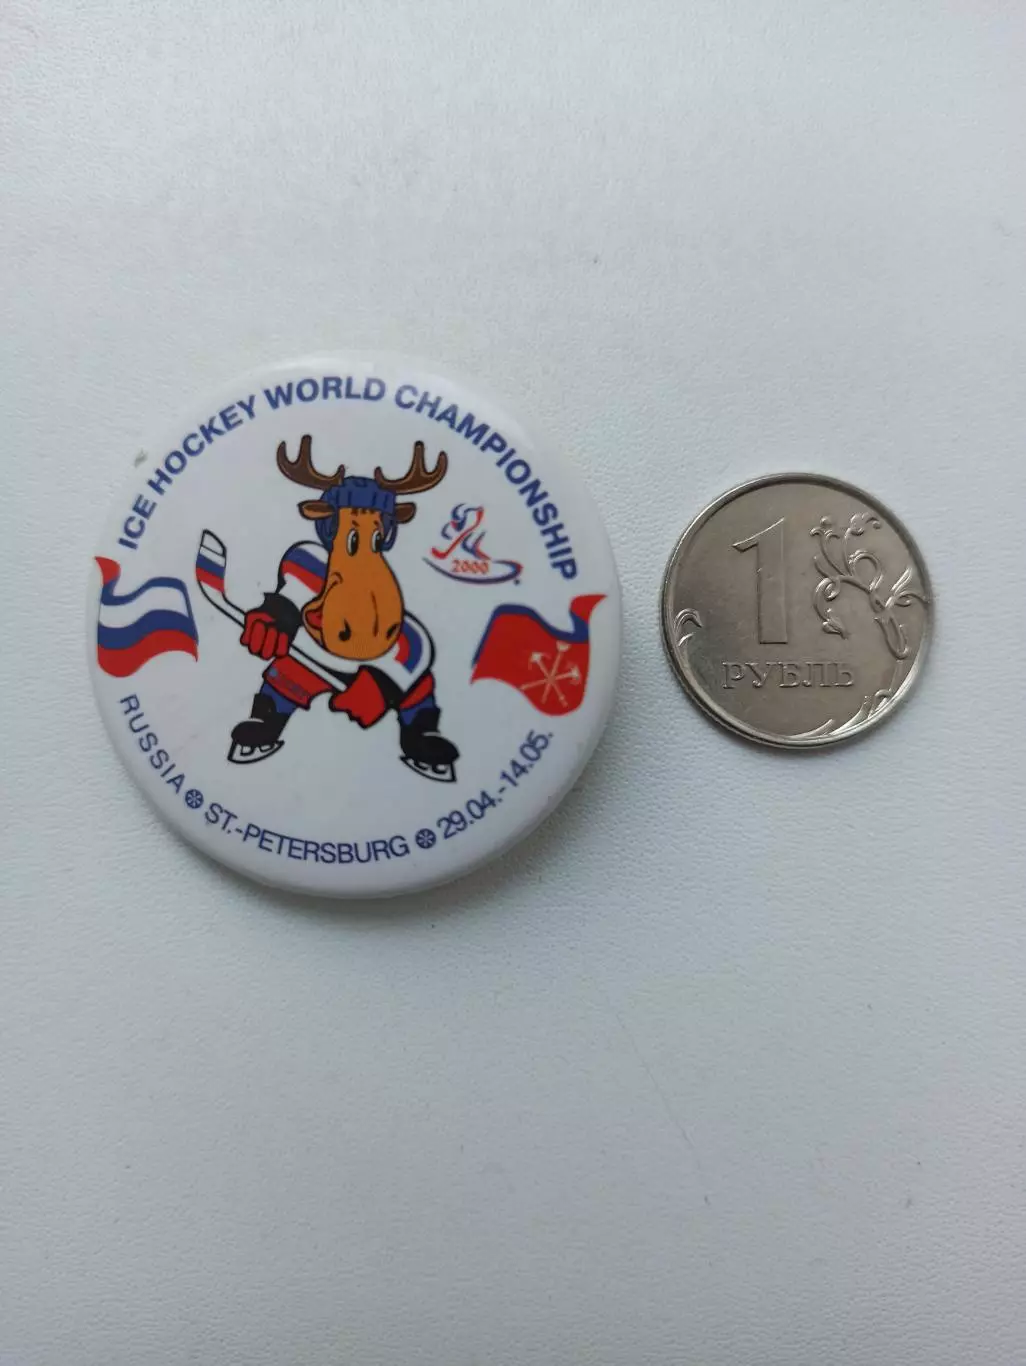 ICE HOCKEY WORLD CHAMPIONSHIP
2000
RUSSIA ST.-PETERSBURG 29.04.-14.05.
1
РУБЛЬ